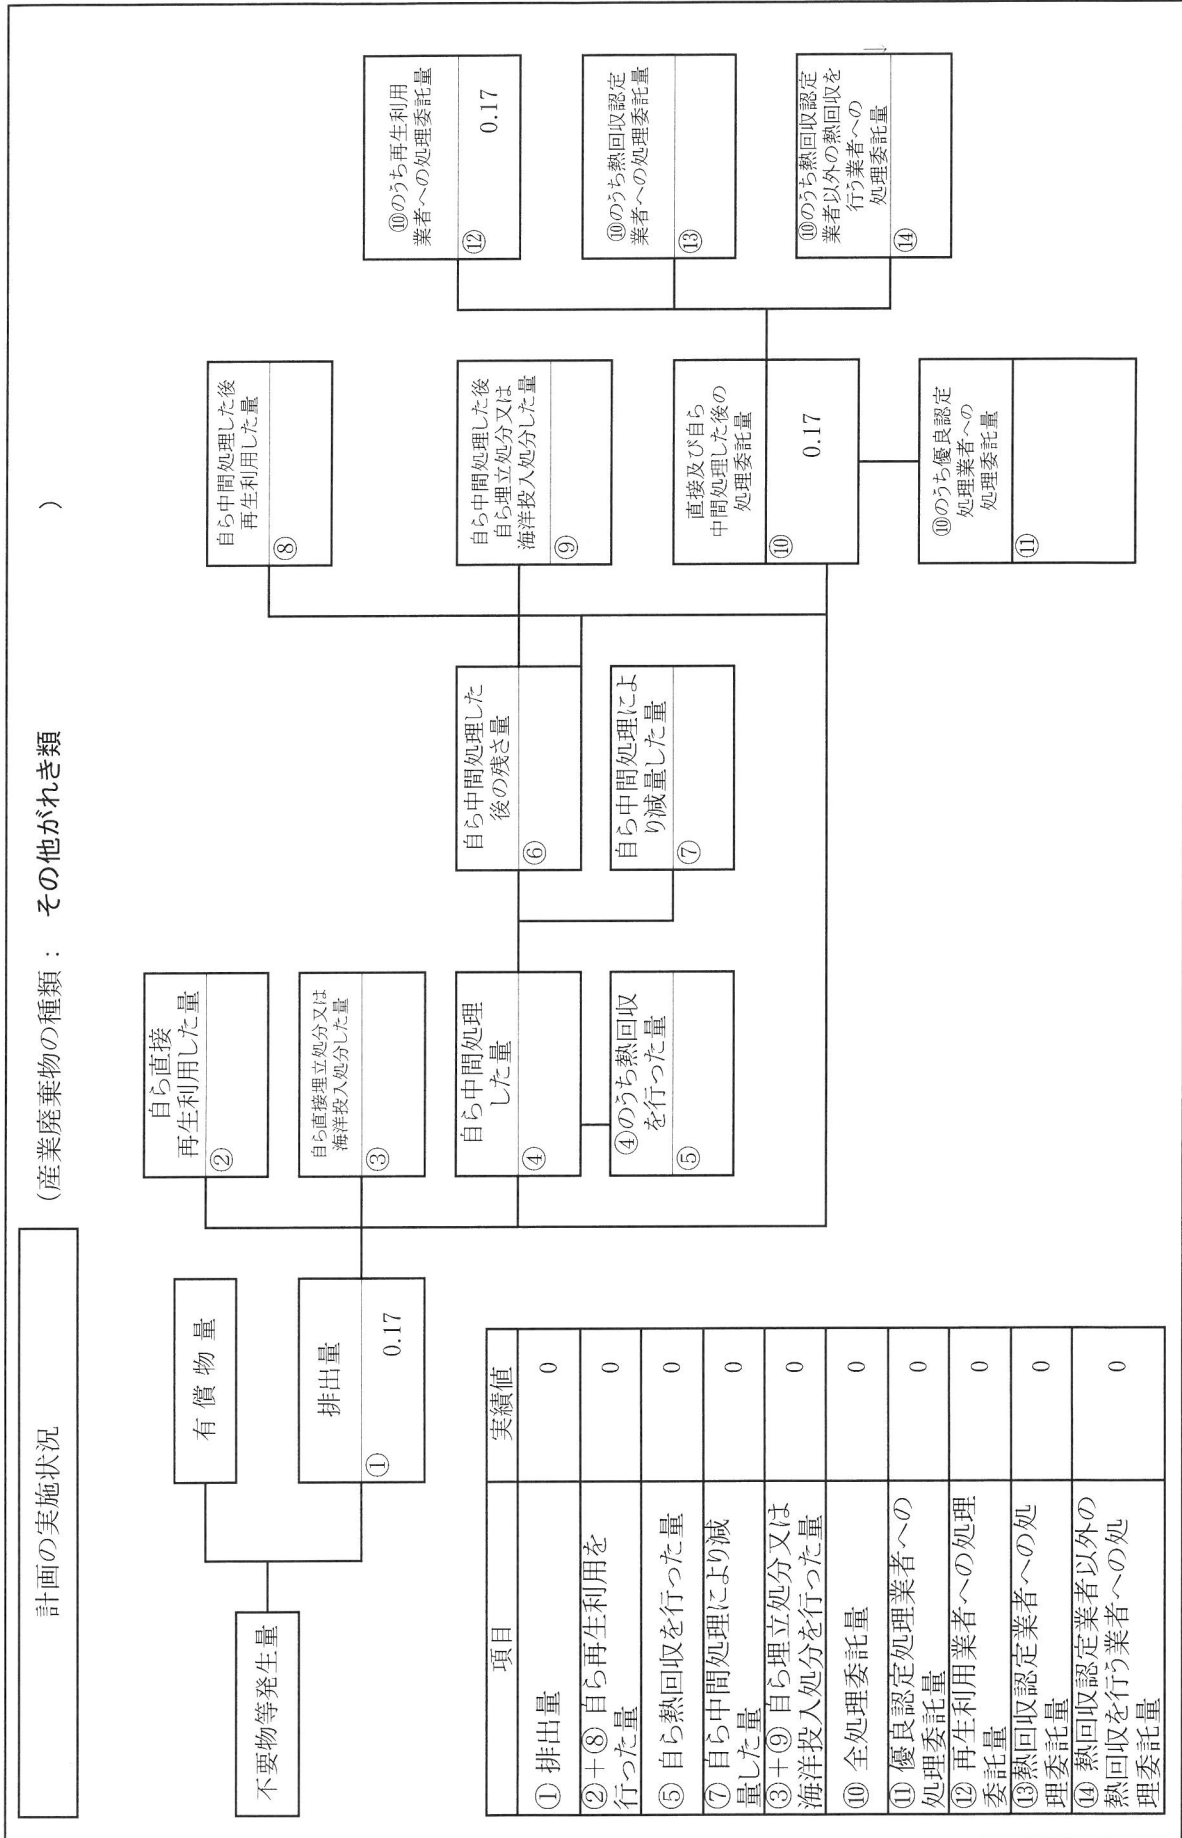 計画の実施状況
(産業廃棄物の種類： その他がれき類 )
不要物等発生量
有償物量
排出量
① 0.17
自ら直接
再生利用した量
②
自ら直接埋立処分又は
海洋投入処分した量
③
自ら中間処理
した量
④
④のうち熱回収
を行った量
⑤
自ら中間処理した
後の残さ量
⑥
自ら中間処理によ
り減量した量
⑦
自ら中間処理した後
再生利用した量
⑧
自ら中間処理した後
自ら埋立処分又は
海洋投入処分した量
⑨
直接及び自ら
中間処理した後の
処理委託量
⑩ 0.17
⑩のうち優良認定
処理業者への
処理委託量
⑪
⑩のうち再生利用
業者への処理委託量
⑫ 0.17
⑩のうち熱回収認定
業者への処理委託量
⑬
⑩のうち熱回収認定
業者以外の熱回収を
行う業者への
処理委託量
⑭
項目 実績値
① 排出量 0
②＋⑧ 自ら再生利用を
行った量 0
⑤ 自ら熱回収を行った量 0
⑦ 自ら中間処理により減
量した量 0
③＋⑨ 自ら埋立処分又は
海洋投入処分を行った量 0
⑩ 全処理委託量 0
⑪ 優良認定処理業者への
処理委託量 0
⑫ 再生利用業者への処理
委託量 0
⑬熱回収認定業者への処
理委託量 0
⑭ 熱回収認定業者以外の
熱回収を行う業者への処
理委託量 0